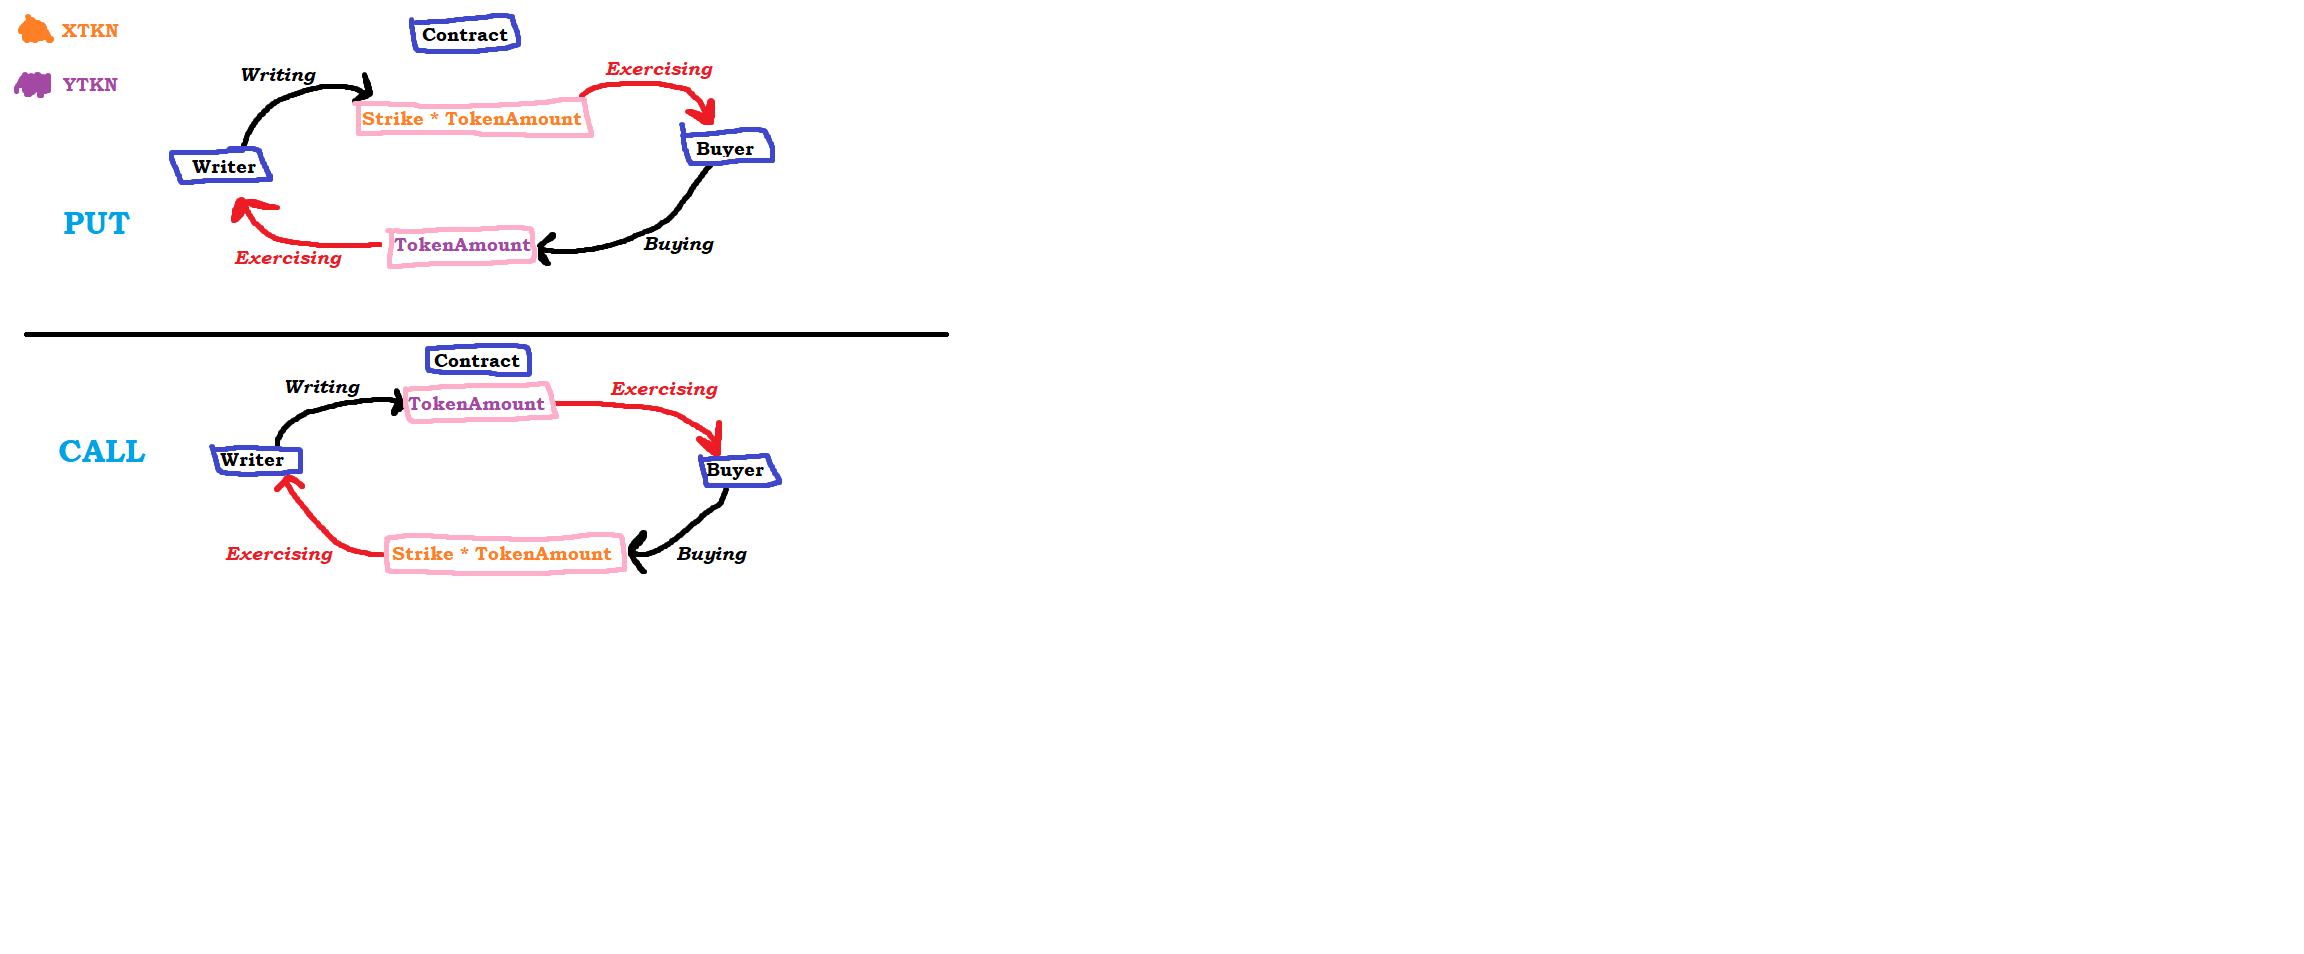 XTKN
YTKN
Contract
Writing
Exercising
Strike * TokenAmount
Buyer
Writer
PUT
TokenAmount
Buying
Exercising
Contract
Writing
Exercising
TokenAmount
CALL
Writer
Buyer
Exercising
Strike * TokenAmount
Buying